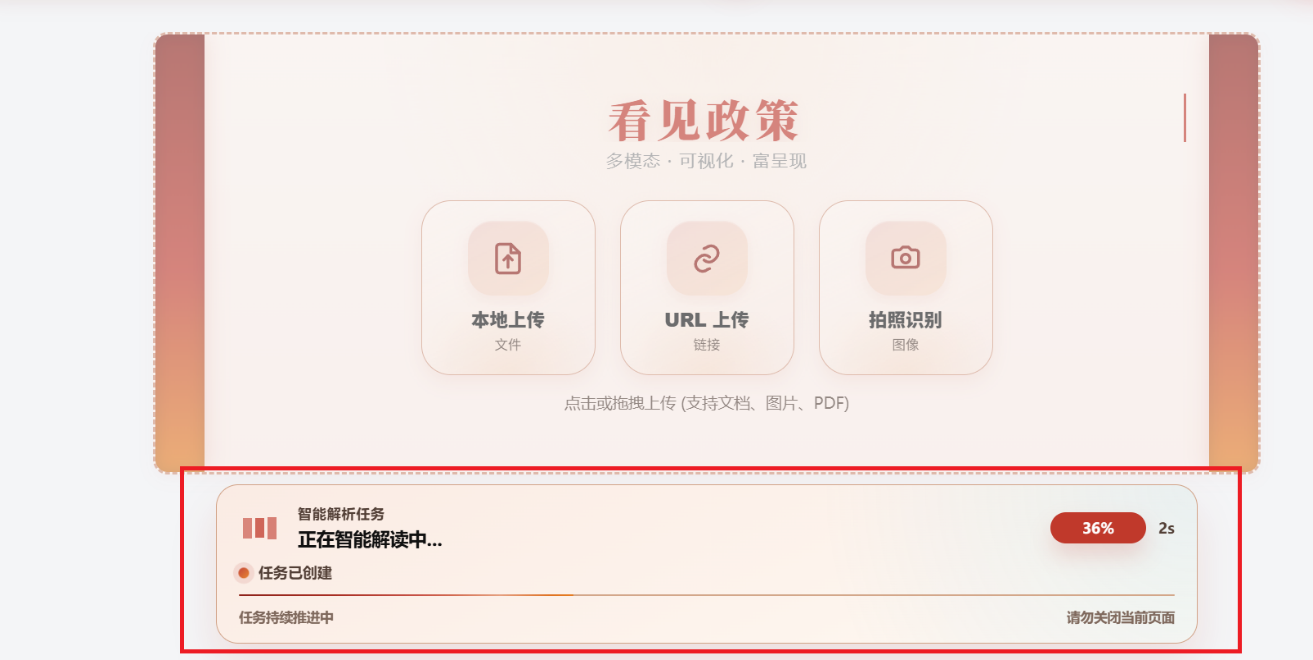 看见政策
多模态 · 可视化 · 富呈现
本地上传
文件
URL 上传
链接
拍照识别
图像
点击或拖拽上传 (支持文档、图片、PDF)
智能解析任务
正在智能解读中...
36%
2s
任务已创建
任务持续推进中
请勿关闭当前页面